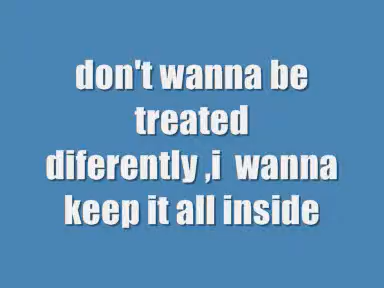 don't wanna be
treated
diferently ,i  wanna
keep it all inside